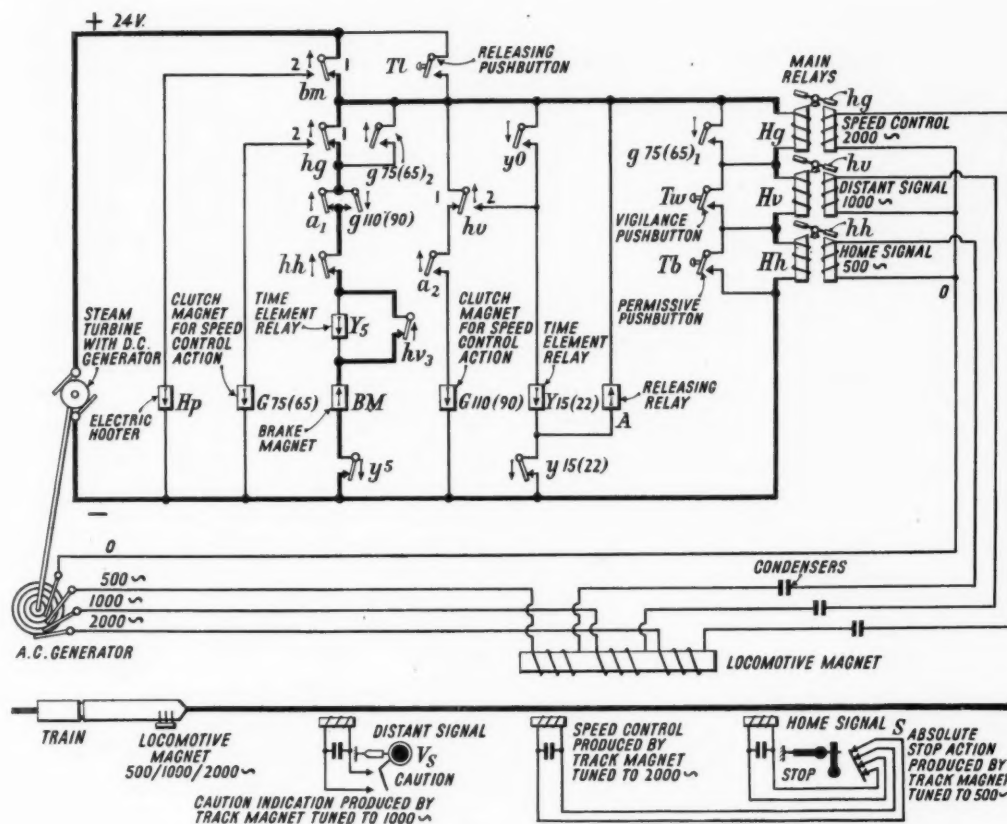 + 24V.
2
1
bm
Tl
RELEASING
PUSHBUTTON
MAIN
RELAYS
hg
Hg
SPEED CONTROL
2000 ~
2
1
hg
g 75(65)2
y0
g 75(65)1
hv
Hv
DISTANT SIGNAL
1000 ~
a1
g110(90)
1
2
hv
Tw
VIGILANCE
PUSHBUTTON
hh
Hh
HOME SIGNAL
500 ~
hh
a2
Tb
PERMISSIVE
PUSHBUTTON
0
STEAM
TURBINE
WITH D.C.
GENERATOR
CLUTCH
MAGNET
FOR SPEED
CONTROL
ACTION
TIME
ELEMENT
RELAY
Y5
hv3
CLUTCH
MAGNET
FOR SPEED
CONTROL
ACTION
TIME
ELEMENT
RELAY
Hp
ELECTRIC
HOOTER
G75(65)
BM
BRAKE
MAGNET
G110(90)
Y15(22)
A
RELEASING
RELAY
y5
y15(22)
−
0
500 ~
1000 ~
2000 ~
A.C. GENERATOR
CONDENSERS
LOCOMOTIVE MAGNET
TRAIN
LOCOMOTIVE
MAGNET
500/1000/2000 ~
DISTANT SIGNAL
VS
CAUTION
CAUTION INDICATION PRODUCED BY
TRACK MAGNET TUNED TO 1000 ~
SPEED CONTROL
PRODUCED BY
TRACK MAGNET
TUNED TO 2000 ~
HOME SIGNAL
S
STOP
ABSOLUTE
STOP ACTION
PRODUCED BY
TRACK MAGNET
TUNED TO 500 ~